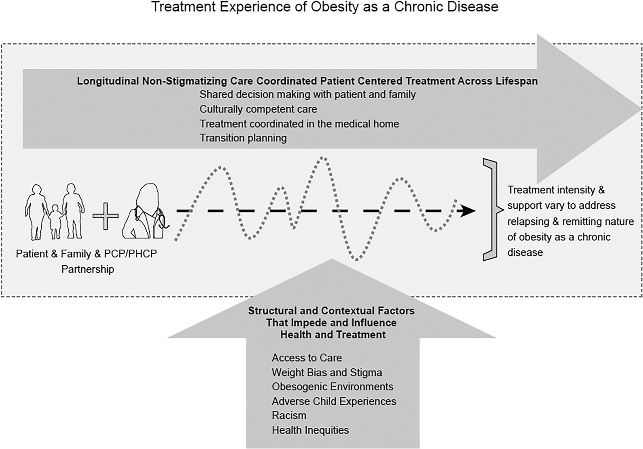 Treatment Experience of Obesity as a Chronic Disease
Longitudinal Non-Stigmatizing Care Coordinated Patient Centered Treatment Across Lifespan
Shared decision making with patient and family
Culturally competent care
Treatment coordinated in the medical home
Transition planning
Patient & Family & PCP/PHCP
Partnership
Treatment intensity &
support vary to address
relapsing & remitting nature
of obesity as a chronic
disease
Structural and Contextual Factors
That Impede and Influence
Health and Treatment
Access to Care
Weight Bias and Stigma
Obesogenic Environments
Adverse Child Experiences
Racism
Health Inequities